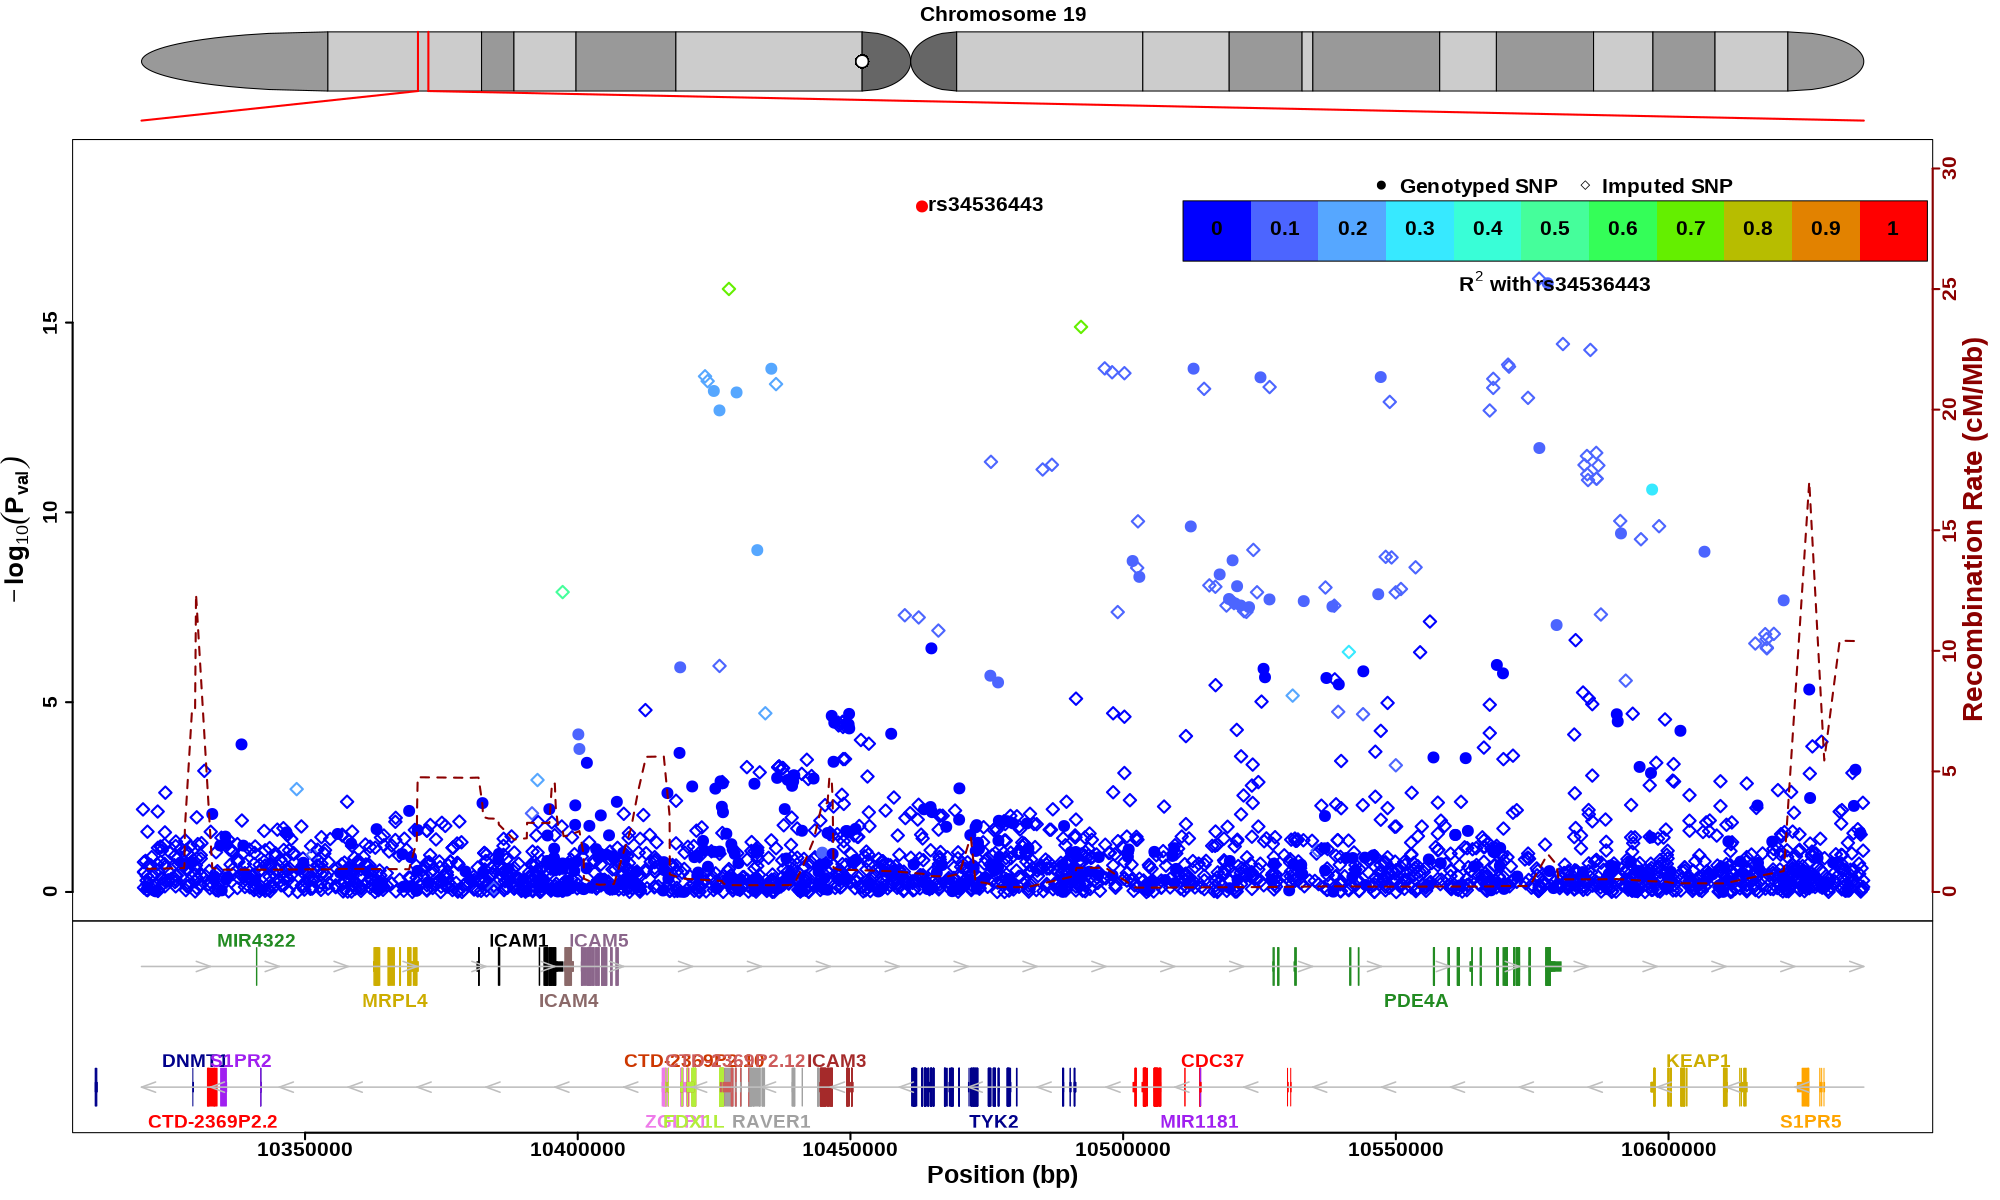 Chromosome 19
rs34536443
Genotyped SNP
Imputed SNP
0 0.1 0.2 0.3 0.4 0.5 0.6 0.7 0.8 0.9 1
R2 with rs34536443
−log10(Pval)
0 5 10 15
Recombination Rate (cM/Mb)
0 5 10 15 20 25 30
MIR4322 ICAM1 ICAM5
MRPL4 ICAM4 PDE4A
DNMT1 S1PR2 ICAM3 CDC37 KEAP1
CTD-2369P2.2 RAVER1 TYK2 MIR1181 S1PR5
10350000 10400000 10450000 10500000 10550000 10600000
Position (bp)